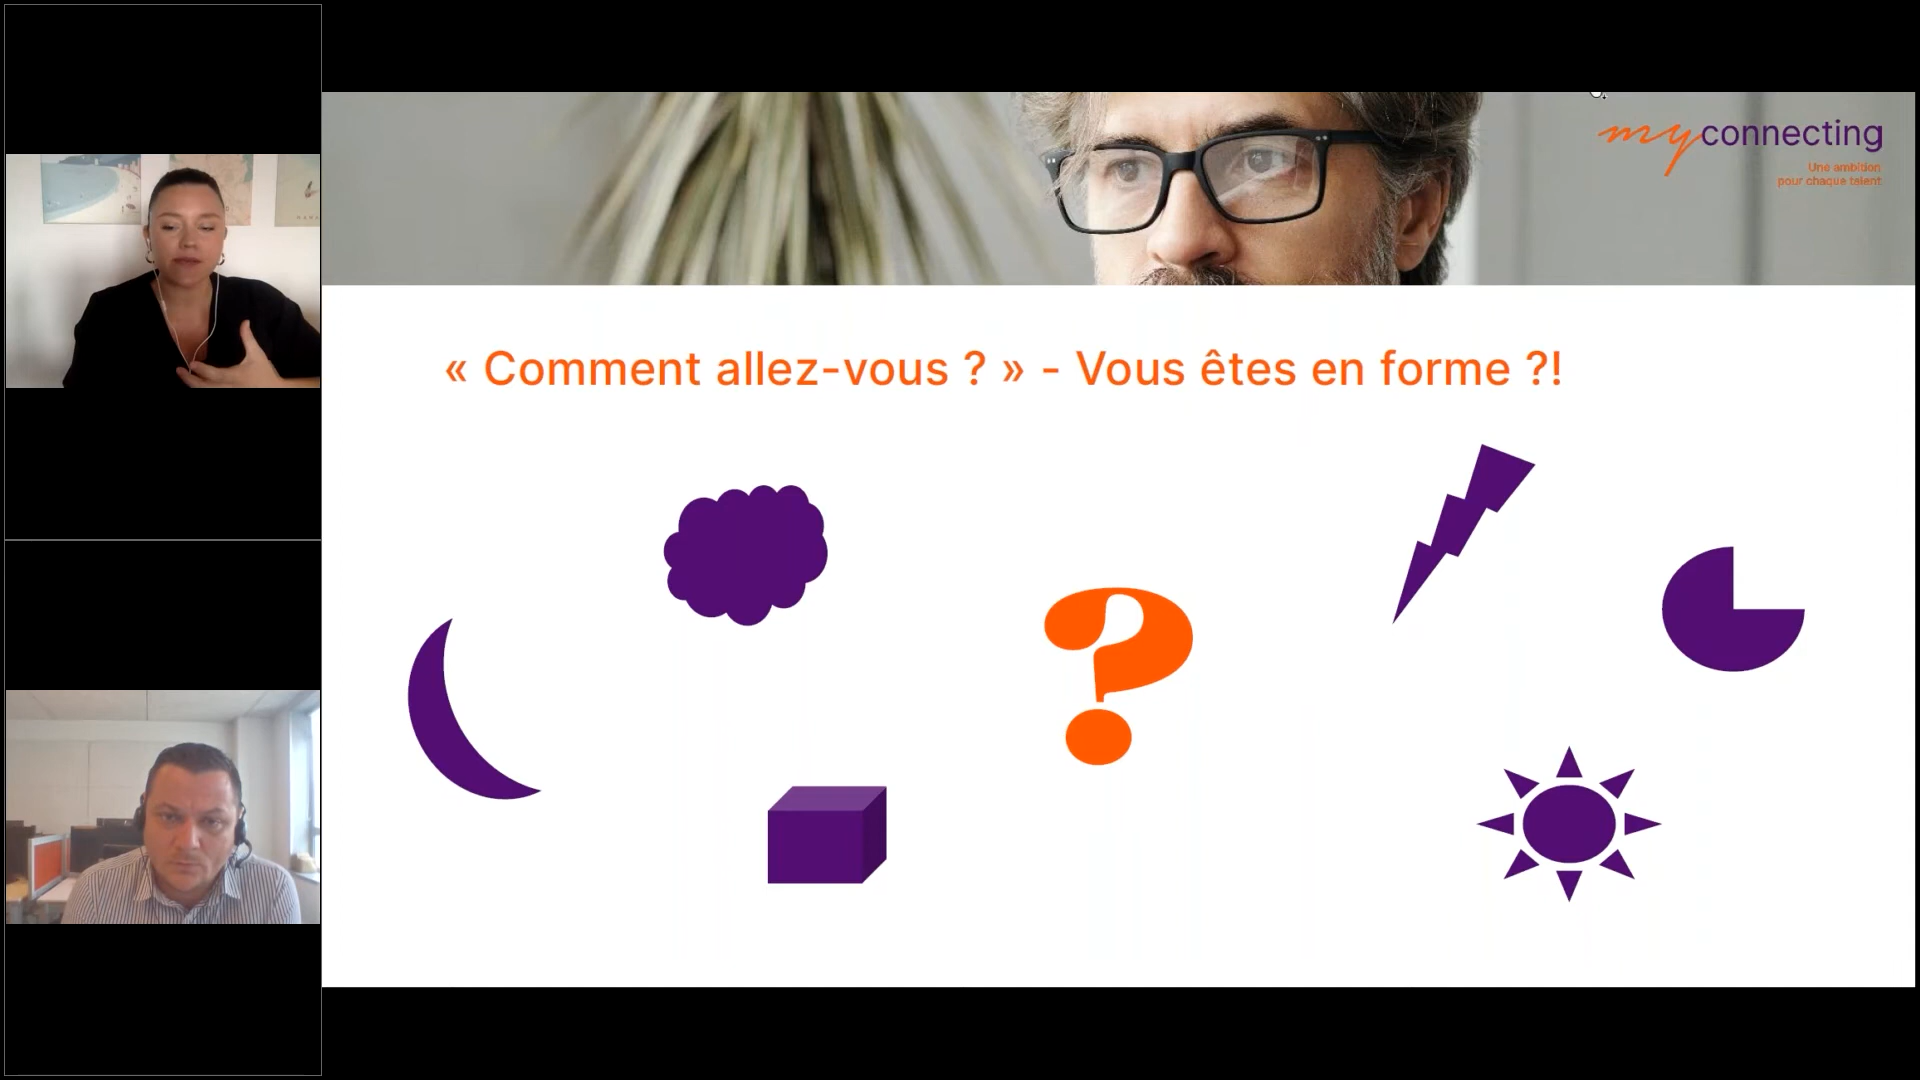 myconnecting
Une ambition
pour chaque talent
« Comment allez-vous ? » - Vous êtes en forme ?!
?